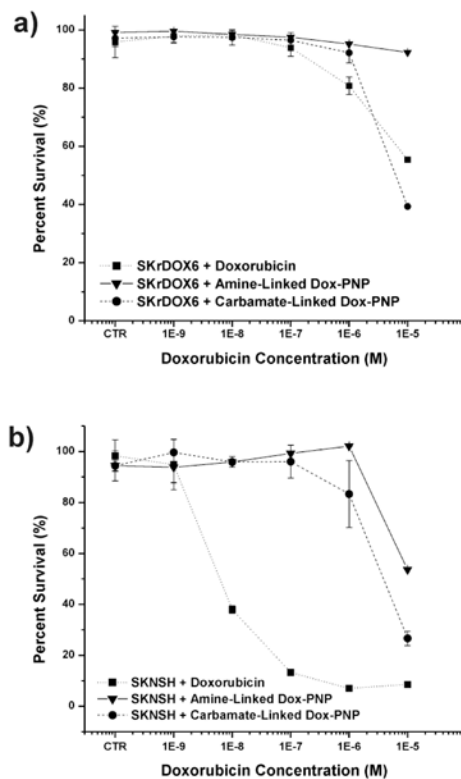 a)
100
80
60
40
20
0
Percent Survival (%)
SKrDOX6 + Doxorubicin
SKrDOX6 + Amine-Linked Dox-PNP
SKrDOX6 + Carbamate-Linked Dox-PNP
CTR 1E-9 1E-8 1E-7 1E-6 1E-5
Doxorubicin Concentration (M)
b)
100
80
60
40
20
0
Percent Survival (%)
SKNSH + Doxorubicin
SKNSH + Amine-Linked Dox-PNP
SKNSH + Carbamate-Linked Dox-PNP
CTR 1E-9 1E-8 1E-7 1E-6 1E-5
Doxorubicin Concentration (M)